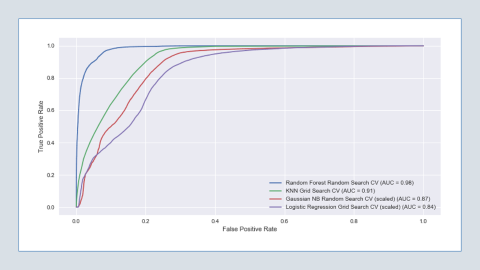 1.0
0.8
0.6
0.4
0.2
0.0
True Positive Rate
Random Forest Random Search CV (AUC = 0.98)
KNN Grid Search CV (AUC = 0.91)
Gaussian NB Random Search CV (scaled) (AUC = 0.87)
Logistic Regression Grid Search CV (scaled) (AUC = 0.84)
0.0 0.2 0.4 0.6 0.8 1.0
False Positive Rate